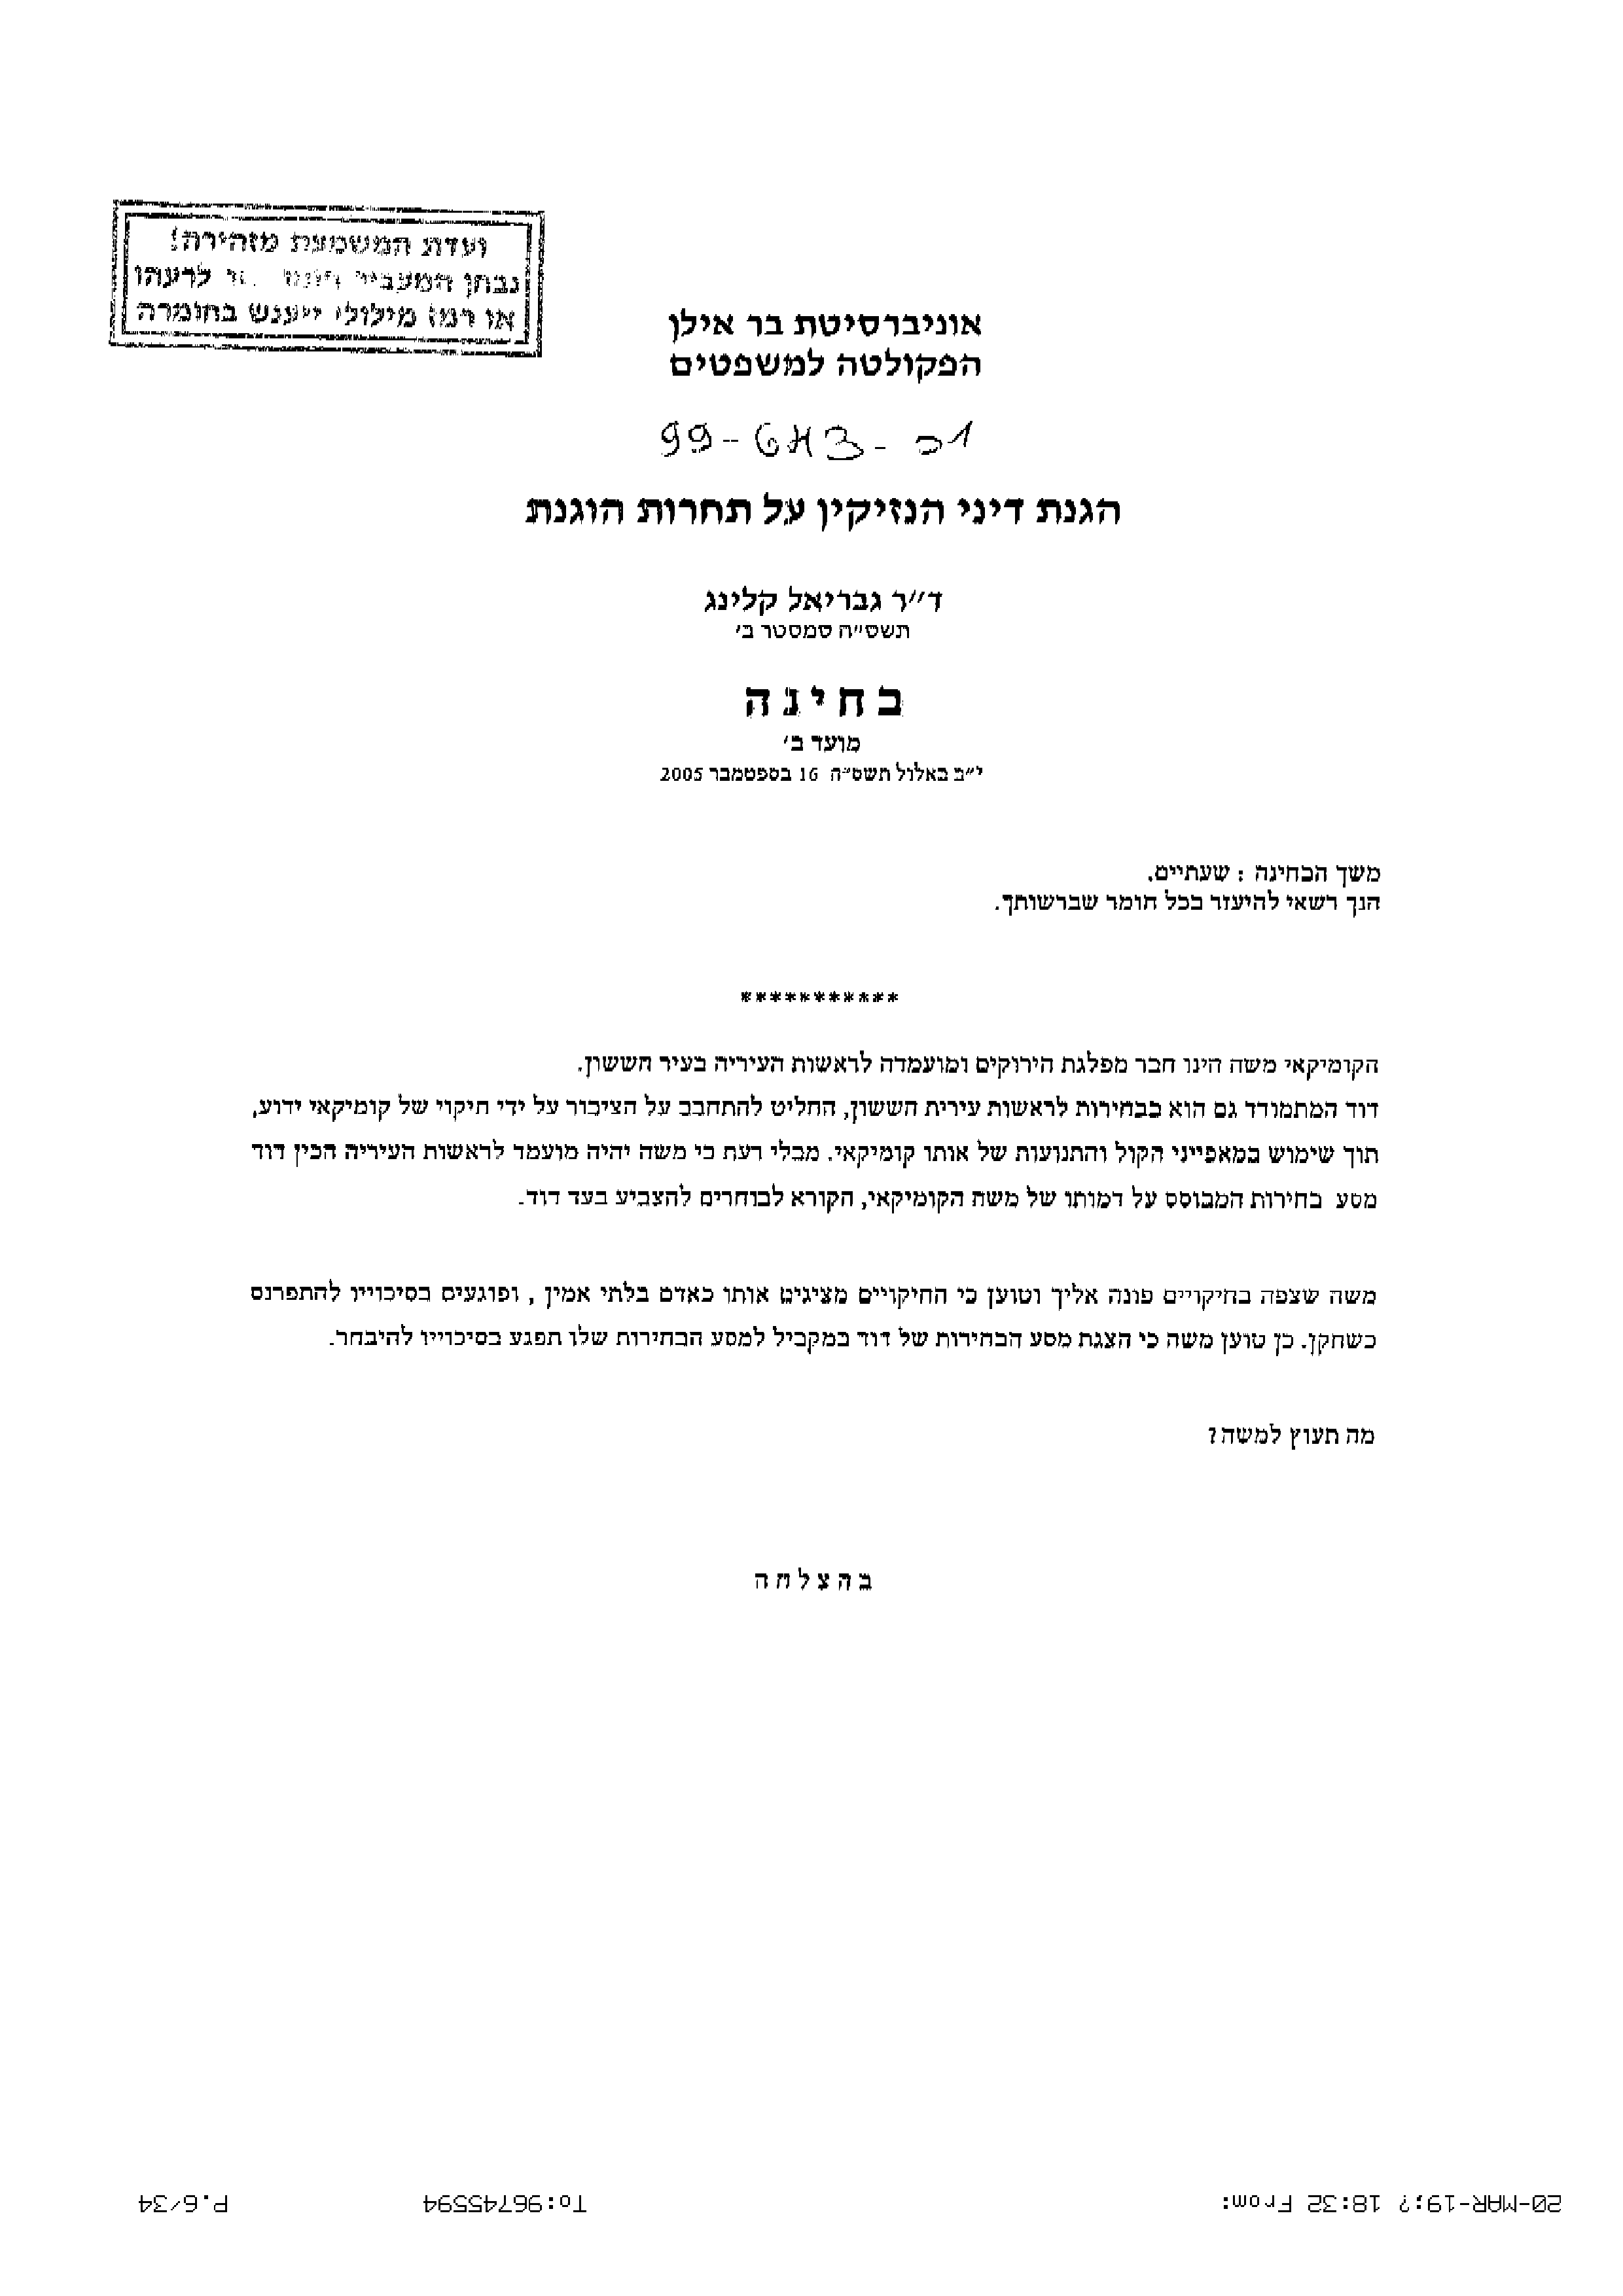 ועדת המשמעת מזהירה!
נבחן המעביר חומר לרעהו
או רמז מילולי ייענש בחומרה
אוניברסיטת בר אילן
הפקולטה למשפטים
99-643-01
הגנת דיני הנזיקין על תחרות הוגנת
ד"ר גבריאל קלינג
תשס"ה סמסטר ב'
בחינה
מועד ב'
י"ב באלול תשס"ה 16 בספטמבר 2005
משך הבחינה : שעתיים.
הנך רשאי להיעזר בכל חומר שברשותך.
***********
הקומיקאי משה הינו חבר מפלגת הירוקים ומועמדה לראשות העיריה בעיר חששון.
דוד המתמודד גם הוא בבחירות לראשות עירית חששון, החליט להתחבב על הציבור על ידי חיקוי של קומיקאי ידוע,
תוך שימוש במאפייני הקול והתנועות של אותו קומיקאי. מבלי דעת כי משה יהיה מועמד לראשות העיריה הכין דוד
מסע בחירות המבוסס על דמותו של משה הקומיקאי, הקורא לבוחרים להצביע בעד דוד.
משה שצפה בחיקויים פונה אליך וטוען כי החיקויים מציגים אותו כאדם בלתי אמין , ופוגעים בסיכוייו להתפרנס
כשחקן. כן טוען משה כי הצגת מסע הבחירות של דוד במקביל למסע הבחירות שלו תפגע בסיכוייו להיבחר.
מה תעוץ למשה?
בהצלחה
20-MAR-19;? 18:32 From:
To:96745594
P.6/34